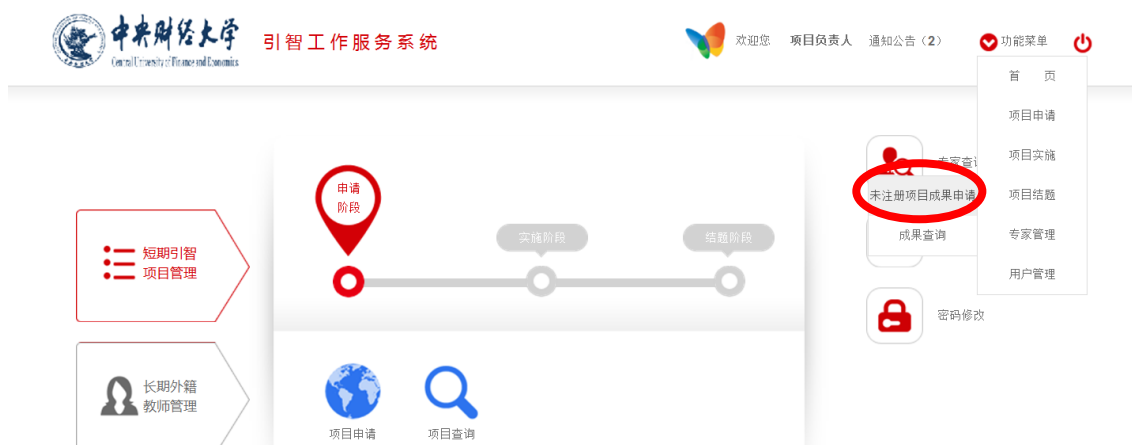 中央财经大学
Central University of Finance and Economics
引智工作服务系统
欢迎您 项目负责人 通知公告（2） 功能菜单
首 页
项目申请
项目实施
项目结题
专家管理
用户管理
专家查
未注册项目成果申请
成果查询
密码修改
短期引智
项目管理
长期外籍
教师管理
申请
阶段
实施阶段
结题阶段
项目申请
项目查询